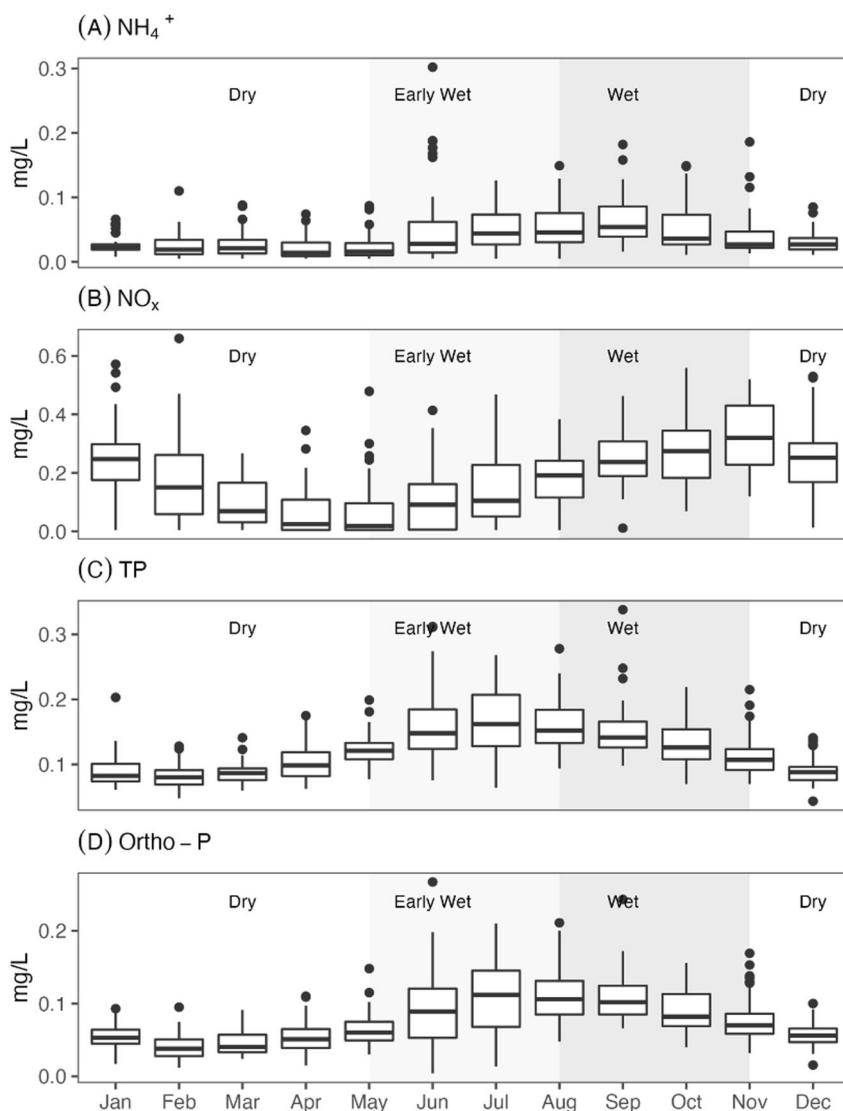 (A) NH₄⁺
mg/L
0.3
0.2
0.1
0.0
Dry Early Wet Wet Dry
(B) NOₓ
mg/L
0.6
0.4
0.2
0.0
Dry Early Wet Wet Dry
(C) TP
mg/L
0.3
0.2
0.1
Dry Early Wet Wet Dry
(D) Ortho – P
mg/L
0.2
0.1
0.0
Dry Early Wet Wet Dry
Jan Feb Mar Apr May Jun Jul Aug Sep Oct Nov Dec